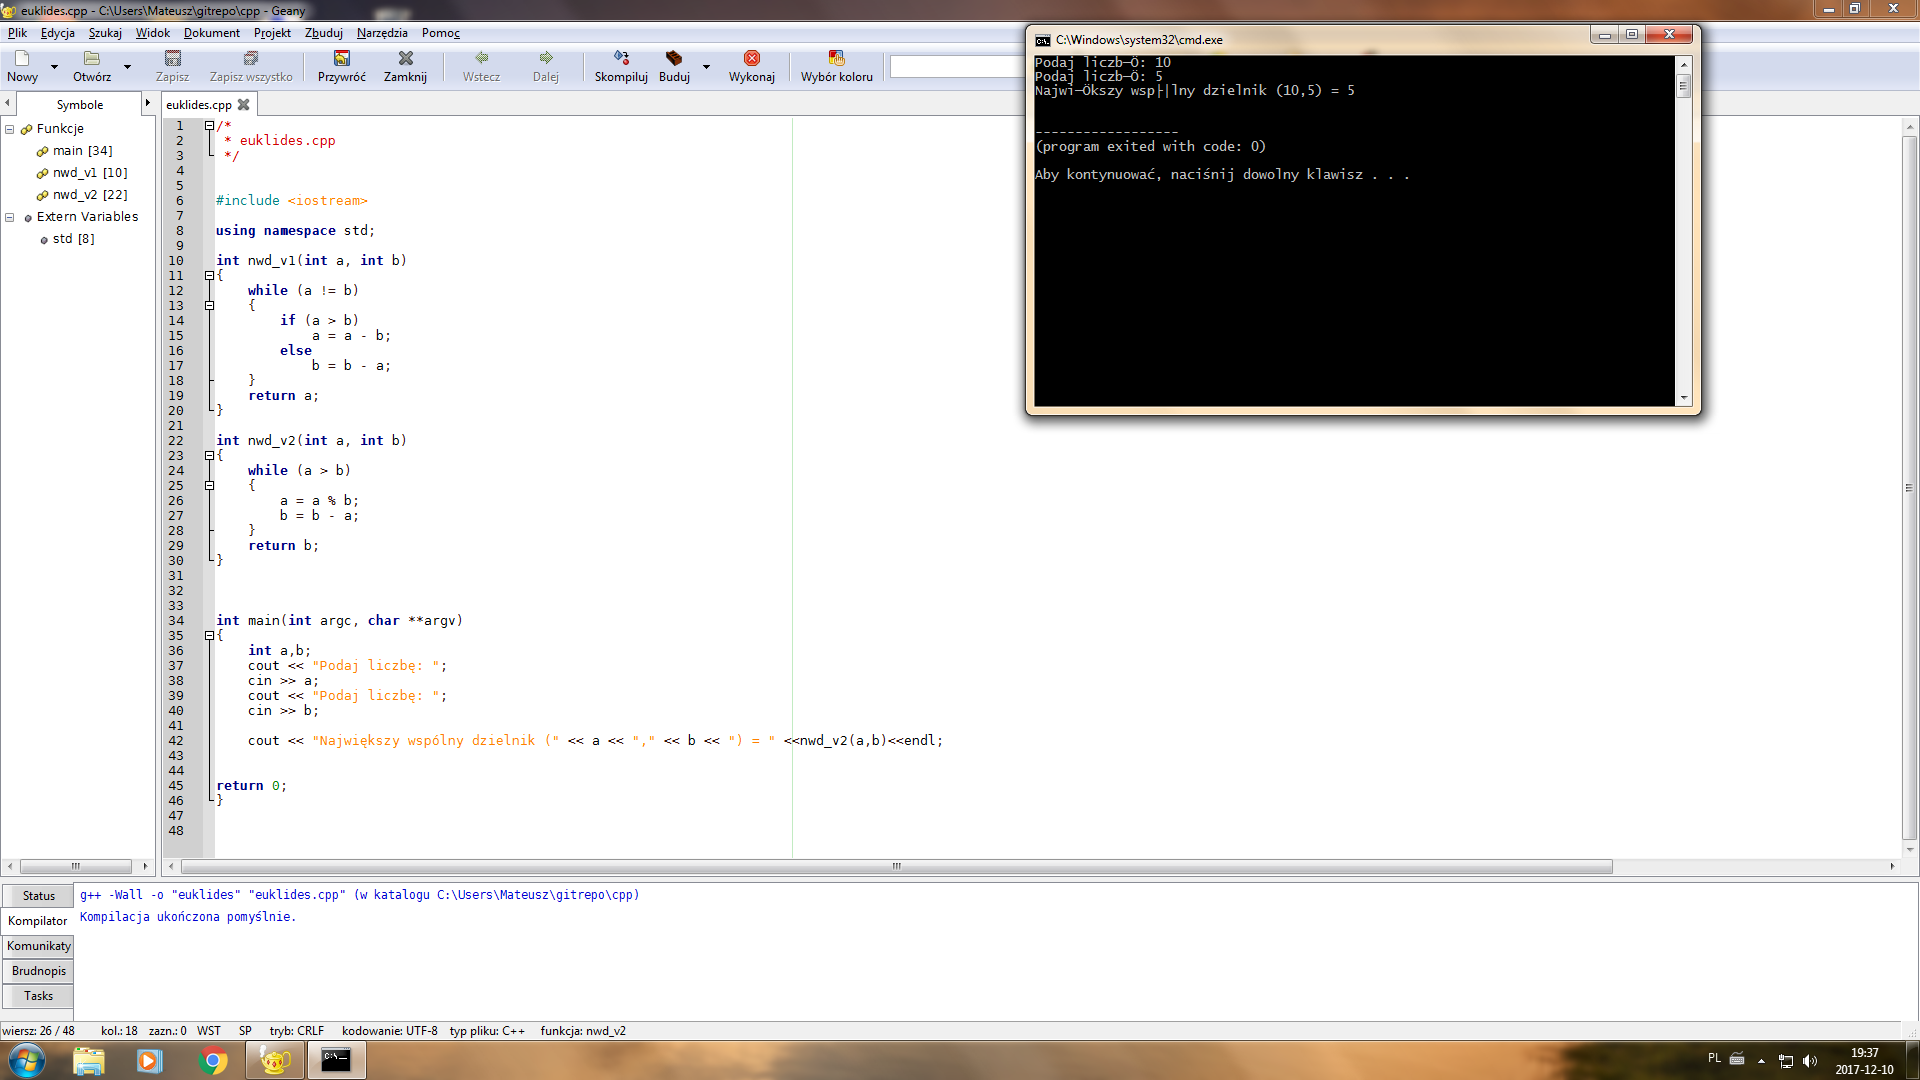 euklides.cpp - C:\Users\Mateusz\gitrepo\cpp - Geany
Plik Edycja Szukaj Widok Dokument Projekt Zbuduj Narzędzia Pomoc
Nowy Otwórz Zapisz Zapisz wszystko Przywróć Zamknij Wstecz Dalej Skompiluj Buduj Wykonaj Wybór koloru
Symbole
Funkcje
main [34]
nwd_v1 [10]
nwd_v2 [22]
Extern Variables
std [8]
euklides.cpp
1 /*
2 * euklides.cpp
3 */
4
5
6 #include <iostream>
7
8 using namespace std;
9
10 int nwd_v1(int a, int b)
11 {
12 while (a != b)
13 {
14 if (a > b)
15 a = a - b;
16 else
17 b = b - a;
18 }
19 return a;
20 }
21
22 int nwd_v2(int a, int b)
23 {
24 while (a > b)
25 {
26 a = a % b;
27 b = b - a;
28 }
29 return b;
30 }
31
32
33
34 int main(int argc, char **argv)
35 {
36 int a,b;
37 cout << "Podaj liczbę: ";
38 cin >> a;
39 cout << "Podaj liczbę: ";
40 cin >> b;
41
42 cout << "Największy wspólny dzielnik (" << a << "," << b << ") = " <<nwd_v2(a,b)<<endl;
43
44
45 return 0;
46 }
47
48
C:\Windows\system32\cmd.exe
Podaj liczb─Ö: 10
Podaj liczb─Ö: 5
Najwi─Ökszy wsp├│lny dzielnik (10,5) = 5
------------------
(program exited with code: 0)
Aby kontynuować, naciśnij dowolny klawisz . . .
Status
Kompilator
Komunikaty
Brudnopis
Tasks
g++ -Wall -o "euklides" "euklides.cpp" (w katalogu C:\Users\Mateusz\gitrepo\cpp)
Kompilacja ukończona pomyślnie.
wiersz: 26 / 48 kol.: 18 zazn.: 0 WST SP tryb: CRLF kodowanie: UTF-8 typ pliku: C++ funkcja: nwd_v2
PL
19:37
2017-12-10